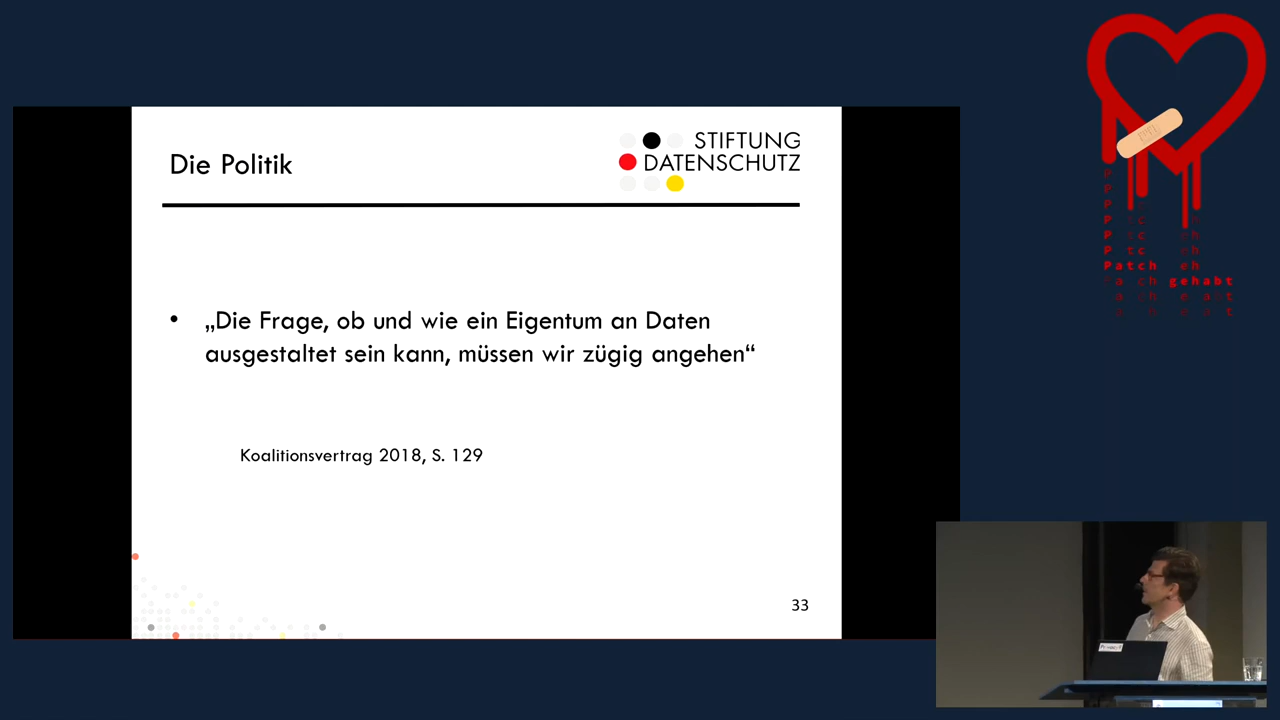 Die Politik
STIFTUNG
DATENSCHUTZ
• „Die Frage, ob und wie ein Eigentum an Daten
ausgestaltet sein kann, müssen wir zügig angehen“
Koalitionsvertrag 2018, S. 129
33
Patch
gehabt